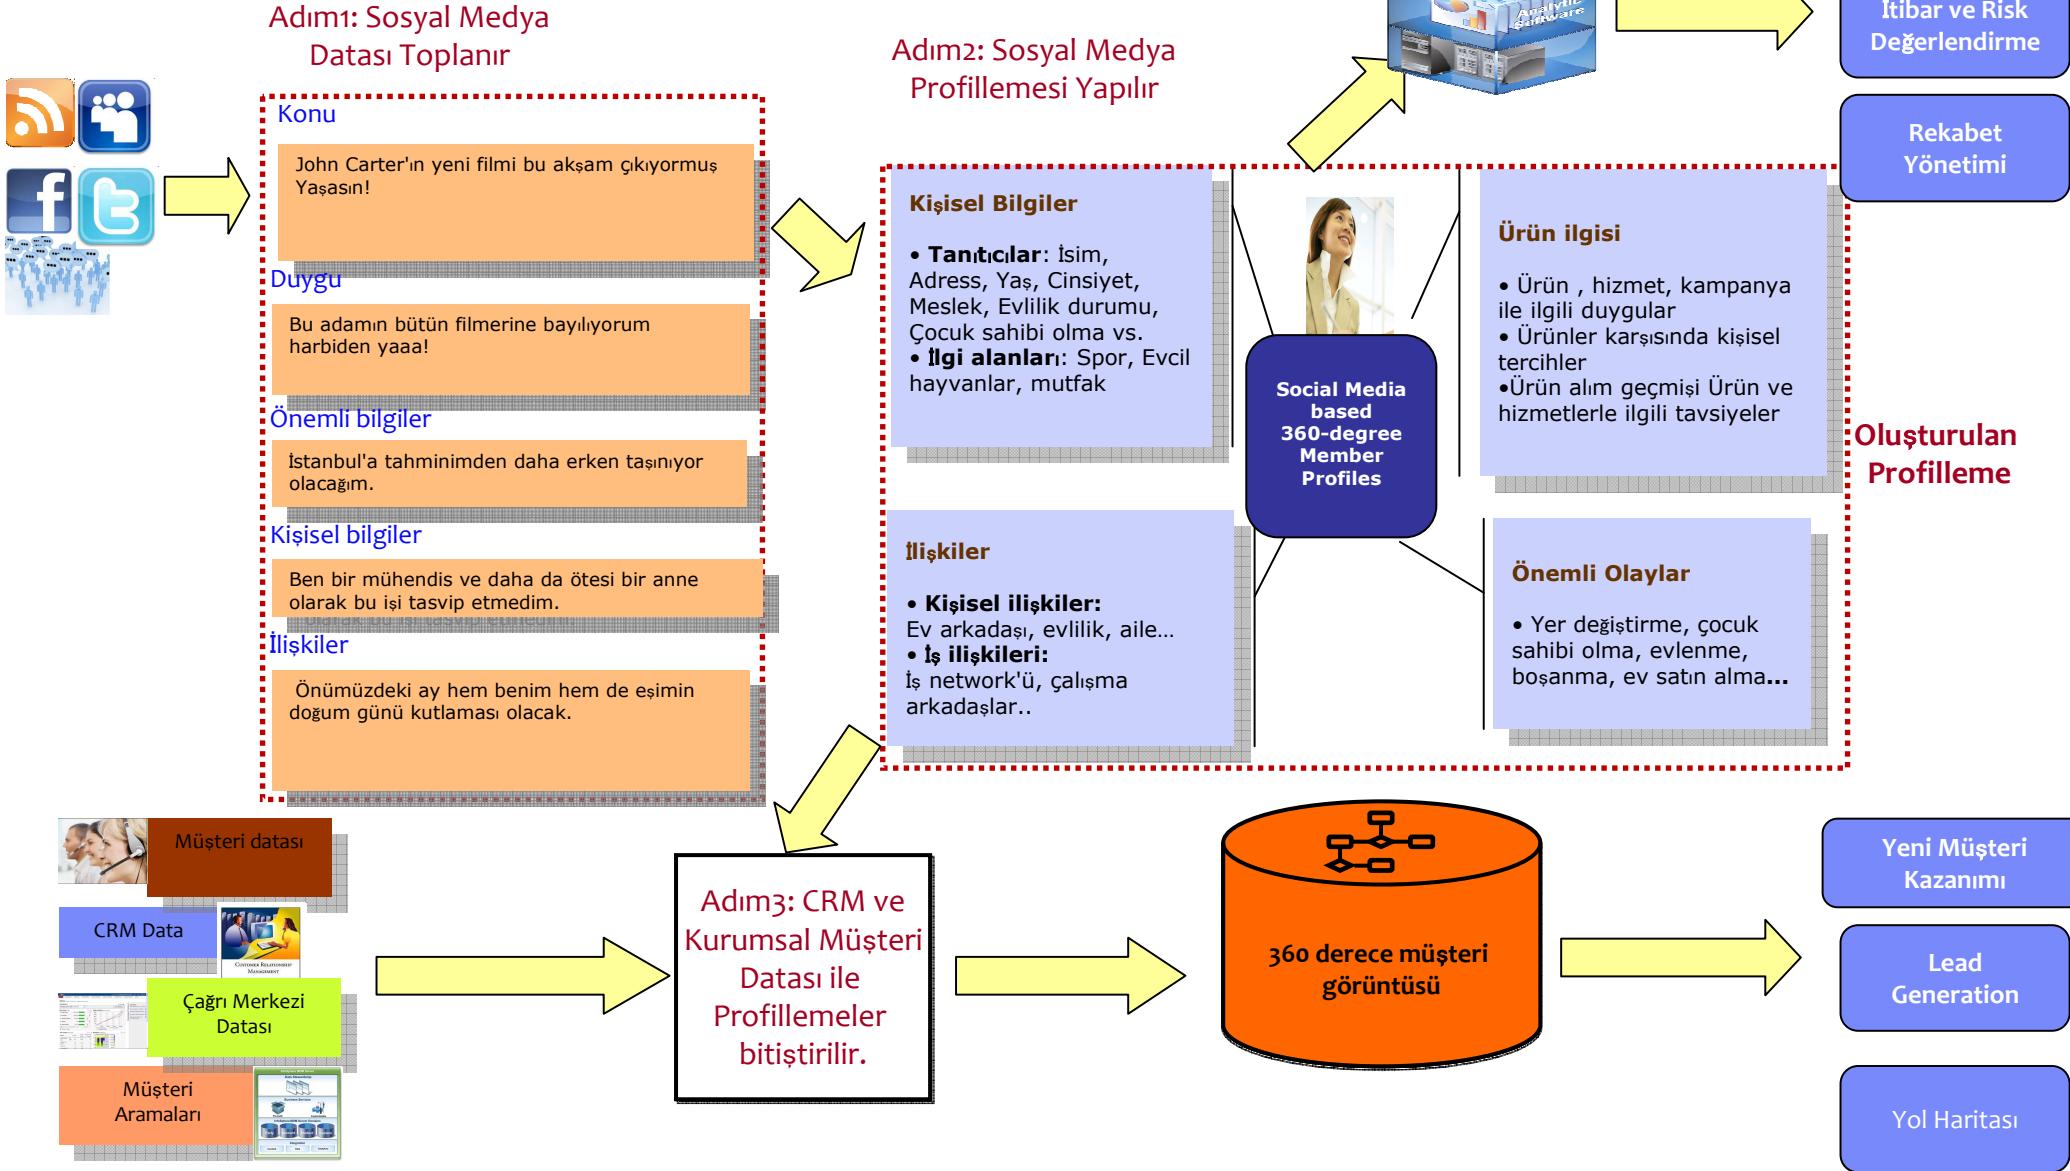 Adım1: Sosyal Medya
Datası Toplanır
Adım2: Sosyal Medya
Profillemesi Yapılır
Analytic
Software
İtibar ve Risk
Değerlendirme
Rekabet
Yönetimi
Konu
John Carter'ın yeni filmi bu akşam çıkıyormuş
Yaşasın!
Duygu
Bu adamın bütün filmerine bayılıyorum
harbiden yaaa!
Önemli bilgiler
İstanbul'a tahminimden daha erken taşınıyor
olacağım.
Kişisel bilgiler
Ben bir mühendis ve daha da ötesi bir anne
olarak bu işi tasvip etmedim.
İlişkiler
Önümüzdeki ay hem benim hem de eşimin
doğum günü kutlaması olacak.
Kişisel Bilgiler
• Tanıtıcılar: İsim,
Adress, Yaş, Cinsiyet,
Meslek, Evlilik durumu,
Çocuk sahibi olma vs.
• İlgi alanları: Spor, Evcil
hayvanlar, mutfak
Social Media
based
360-degree
Member
Profiles
Ürün ilgisi
• Ürün , hizmet, kampanya
ile ilgili duygular
• Ürünler karşısında kişisel
tercihler
•Ürün alım geçmişi Ürün ve
hizmetlerle ilgili tavsiyeler
Oluşturulan
Profilleme
İlişkiler
• Kişisel ilişkiler:
Ev arkadaşı, evlilik, aile...
• İş ilişkileri:
İş network'ü, çalışma
arkadaşlar..
Önemli Olaylar
• Yer değiştirme, çocuk
sahibi olma, evlenme,
boşanma, ev satın alma...
Müşteri datası
CRM Data
CUSTOMER RELATIONSHIP
MANAGEMENT
Çağrı Merkezi
Datası
Müşteri
Aramaları
Adım3: CRM ve
Kurumsal Müşteri
Datası ile
Profillemeler
bitiştirilir.
360 derece müşteri
görüntüsü
Yeni Müşteri
Kazanımı
Lead
Generation
Yol Haritası